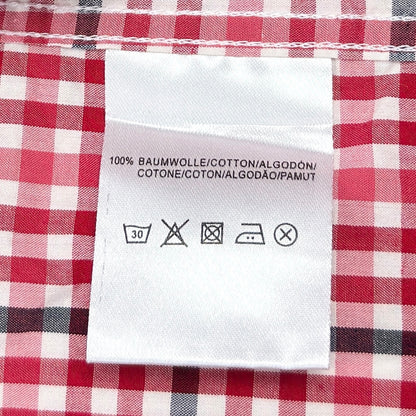 100% BAUMWOLLE/COTTON/ALGODÓN/
COTONE/COTON/ALGODÃO/PAMUT
30